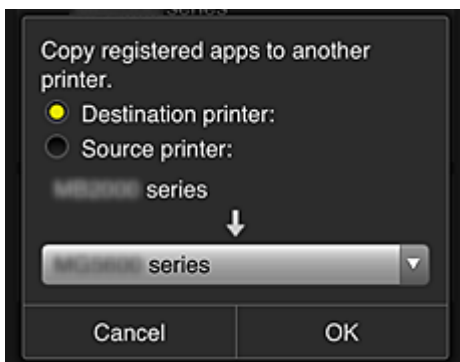 Copy registered apps to another
printer.
Destination printer:
Source printer:
series
series
Cancel OK